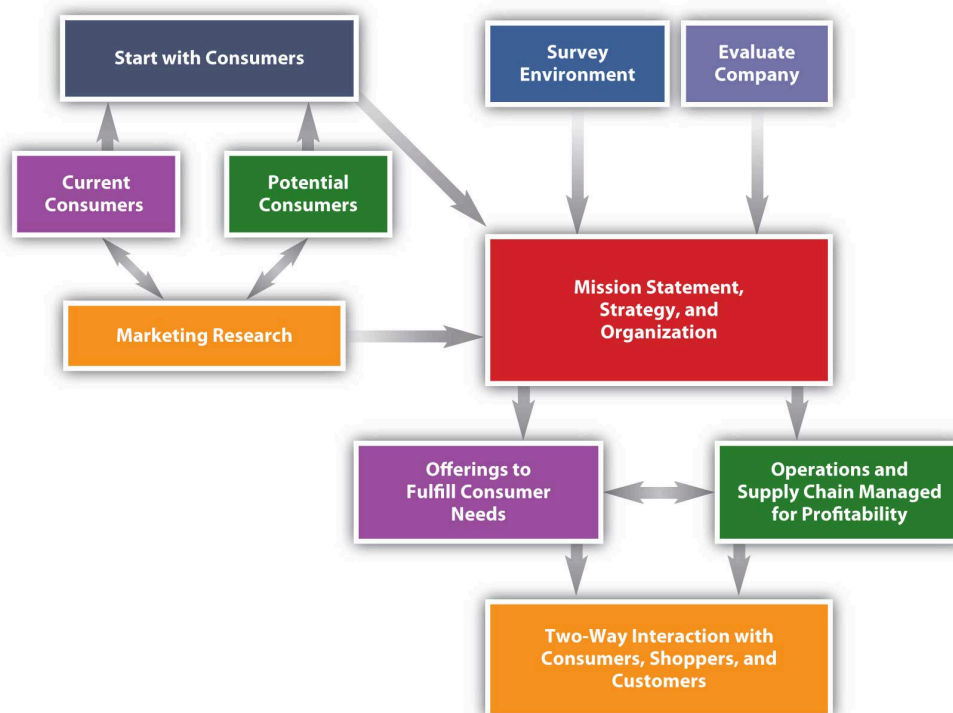 Start with Consumers
Survey
Environment
Evaluate
Company
Current
Consumers
Potential
Consumers
Marketing Research
Mission Statement,
Strategy, and
Organization
Offerings to
Fulfill Consumer
Needs
Operations and
Supply Chain Managed
for Profitability
Two-Way Interaction with
Consumers, Shoppers, and
Customers